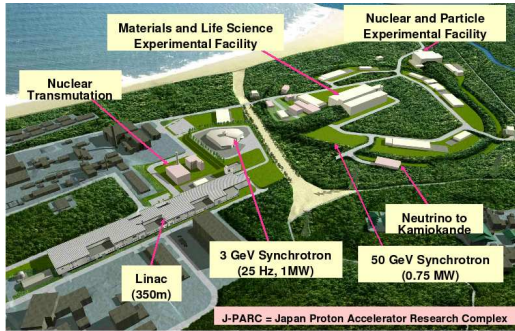 Materials and Life Science
Experimental Facility
Nuclear and Particle
Experimental Facility
Nuclear
Transmutation
Neutrino to
Kamiokande
3 GeV Synchrotron
(25 Hz, 1MW)
50 GeV Synchrotron
(0.75 MW)
Linac
(350m)
J-PARC = Japan Proton Accelerator Research Complex